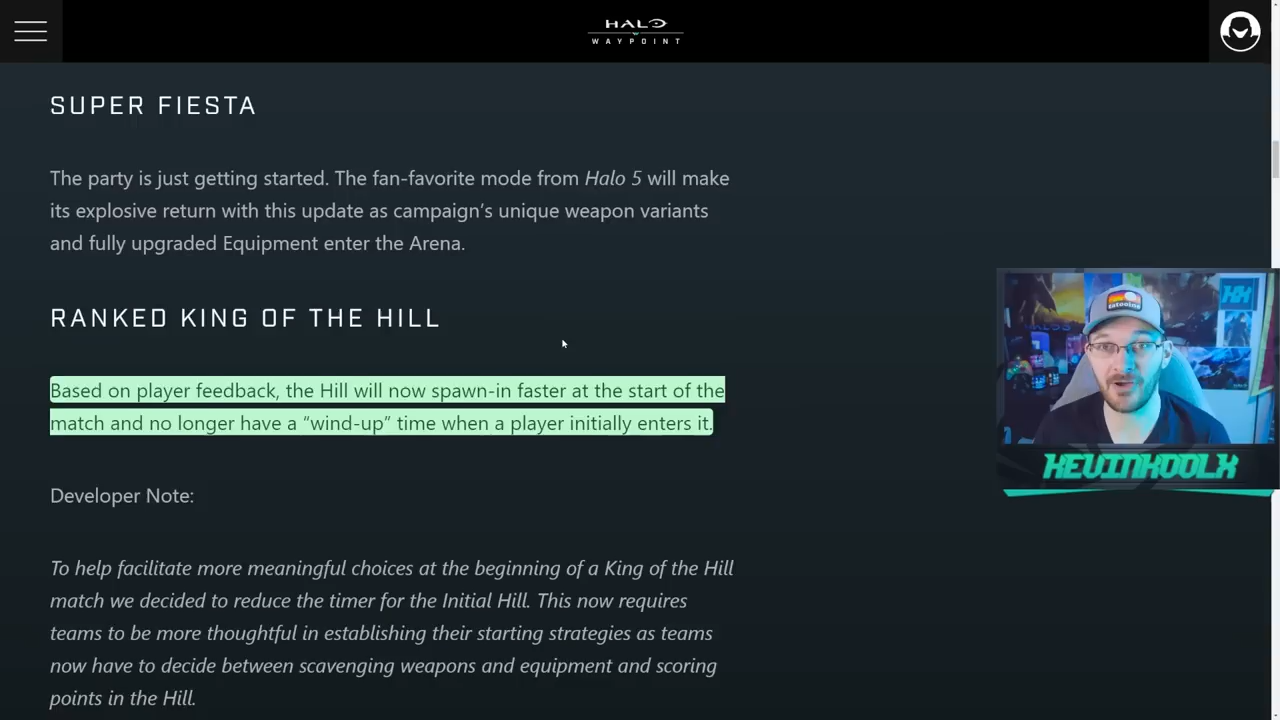 HALO
WAYPOINT
SUPER FIESTA
The party is just getting started. The fan-favorite mode from Halo 5 will make
its explosive return with this update as campaign's unique weapon variants
and fully upgraded Equipment enter the Arena.
RANKED KING OF THE HILL
Based on player feedback, the Hill will now spawn-in faster at the start of the
match and no longer have a “wind-up” time when a player initially enters it.
Developer Note:
To help facilitate more meaningful choices at the beginning of a King of the Hill
match we decided to reduce the timer for the Initial Hill. This now requires
teams to be more thoughtful in establishing their starting strategies as teams
now have to decide between scavenging weapons and equipment and scoring
points in the Hill.
tatooine
KEVINKOOLX